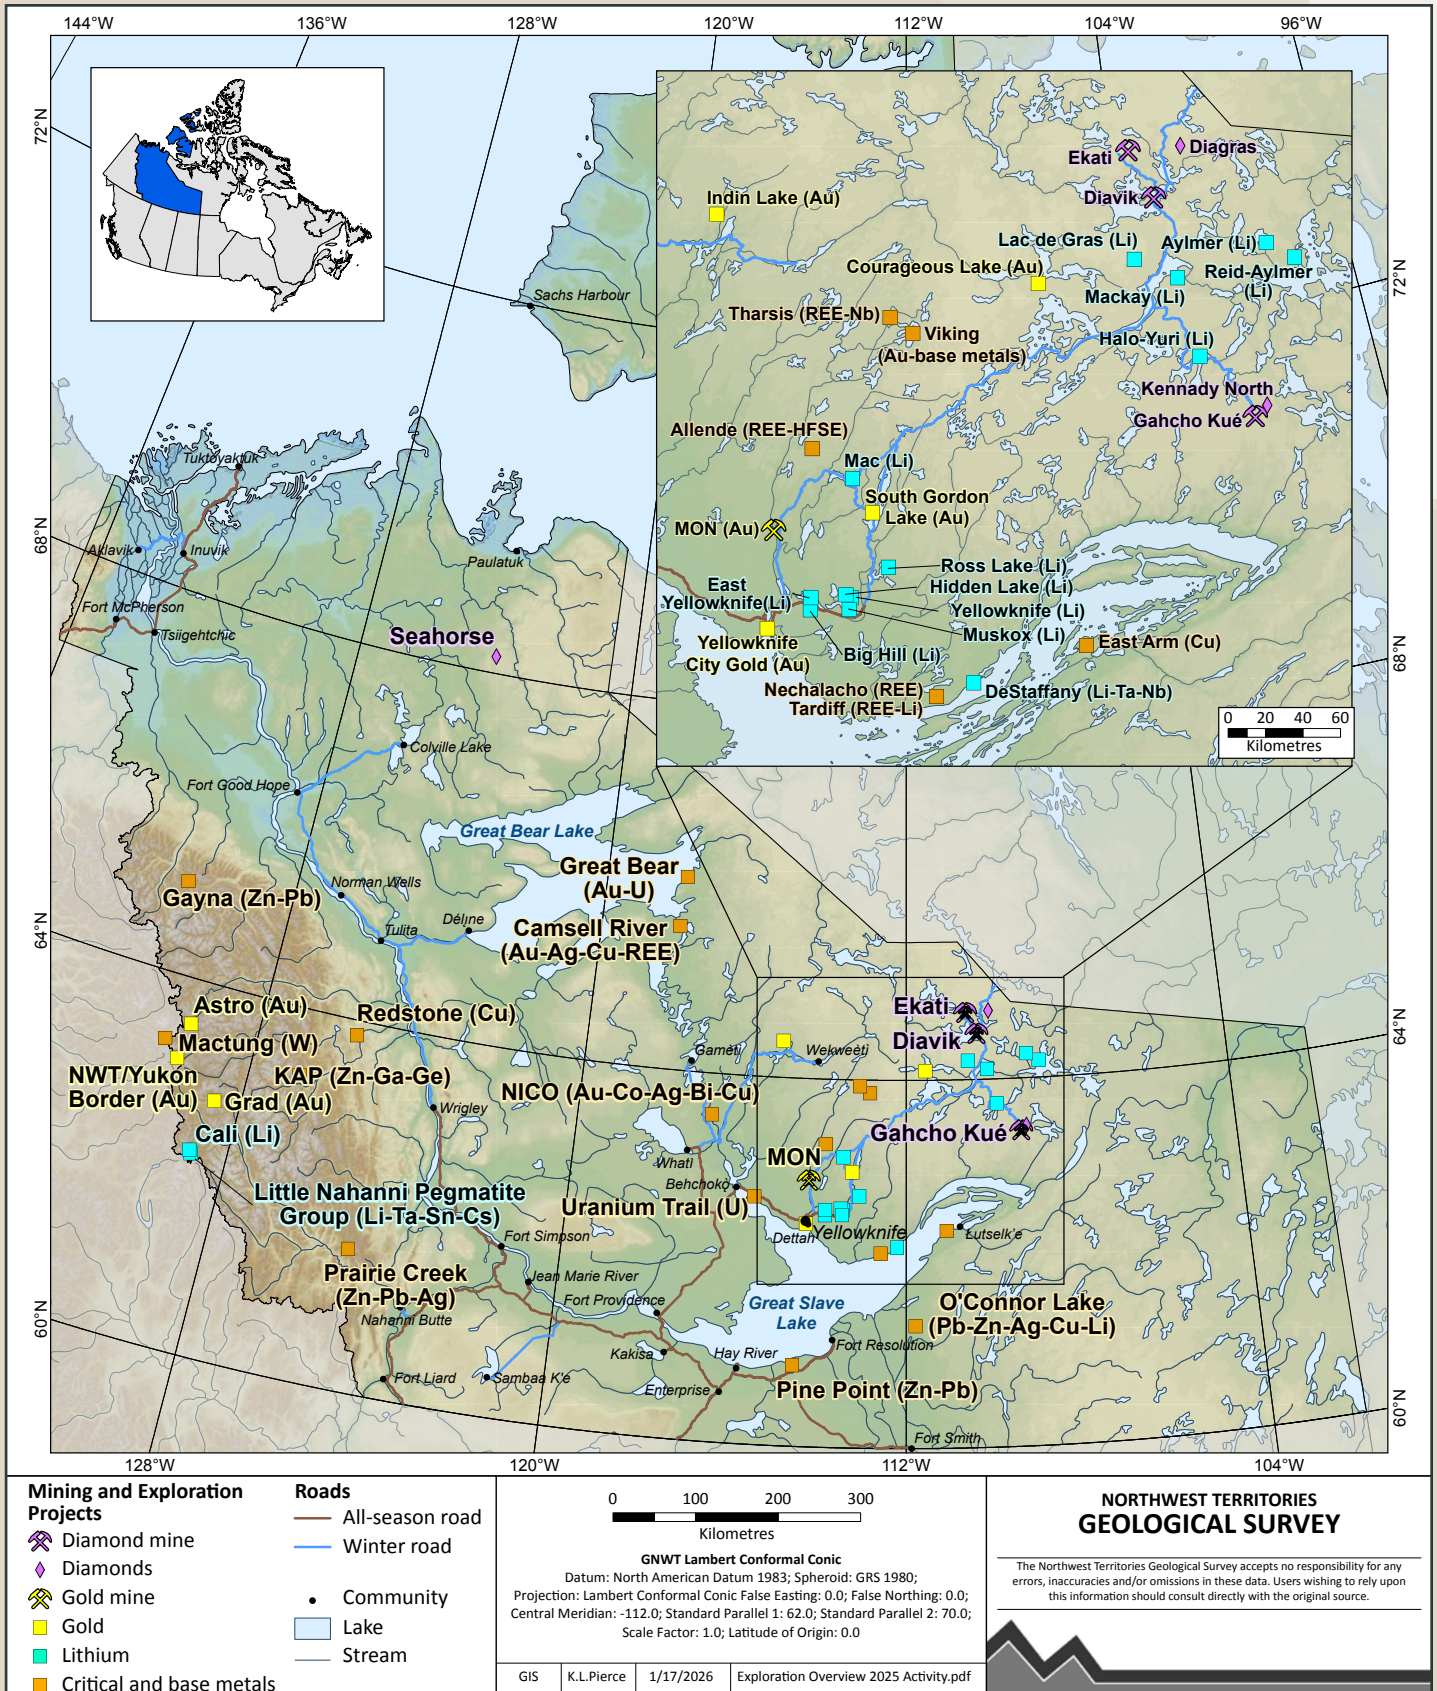 144°W
136°W
128°W
120°W
112°W
104°W
96°W
72°W
72°N
68°N
68°N
64°N
64°N
60°N
60°N
128°W
120°W
112°W
104°W
Ekati
Diagras
Diavik
Indin Lake (Au)
Lac de Gras (Li)
Aylmer (Li)
Reid-Aylmer
(Li)
Courageous Lake (Au)
Mackay (Li)
Tharsis (REE-Nb)
Viking
(Au-base metals)
Halo-Yuri (Li)
Kennady North
Gahcho Kué
Allende (REE-HFSE)
Mac (Li)
South Gordon
Lake (Au)
MON (Au)
Ross Lake (Li)
Hidden Lake (Li)
East
Yellowknife(Li)
Yellowknife (Li)
Muskox (Li)
Yellowknife
City Gold (Au)
Big Hill (Li)
East Arm (Cu)
Nechalacho (REE)
Tardiff (REE-Li)
DeStaffany (Li-Ta-Nb)
0 20 40 60
Kilometres
Sachs Harbour
Tuktoyaktuk
Aklavik
Inuvik
Paulatuk
Fort McPherson
Tsiigehtchic
Seahorse
Colville Lake
Fort Good Hope
Great Bear Lake
Great Bear
(Au-U)
Gayna (Zn-Pb)
Norman Wells
Tulita
Déline
Camsell River
(Au-Ag-Cu-REE)
Astro (Au)
Redstone (Cu)
Mactung (W)
NWT/Yukon
Border (Au)
KAP (Zn-Ga-Ge)
Grad (Au)
Cali (Li)
Wrigley
Gamètì
Wekweètì
NICO (Au-Co-Ag-Bi-Cu)
Ekati
Diavik
Gahcho Kué
MON
Whatì
Behchokǫ̀
Uranium Trail (U)
Little Nahanni Pegmatite
Group (Li-Ta-Sn-Cs)
Dettah
Yellowknife
Lutselk'e
Fort Simpson
Prairie Creek
(Zn-Pb-Ag)
Jean Marie River
Fort Providence
Nahanni Butte
Great Slave
Lake
O'Connor Lake
(Pb-Zn-Ag-Cu-Li)
Kakisa
Hay River
Fort Resolution
Fort Liard
Sambaa K'e
Enterprise
Pine Point (Zn-Pb)
Fort Smith
Mining and Exploration
Projects
Diamond mine
Diamonds
Gold mine
Gold
Lithium
Critical and base metals
Roads
All-season road
Winter road
Community
Lake
Stream
0 100 200 300
Kilometres
GNWT Lambert Conformal Conic
Datum: North American Datum 1983; Spheroid: GRS 1980;
Projection: Lambert Conformal Conic False Easting: 0.0; False Northing: 0.0;
Central Meridian: -112.0; Standard Parallel 1: 62.0; Standard Parallel 2: 70.0;
Scale Factor: 1.0; Latitude of Origin: 0.0
GIS K.L.Pierce 1/17/2026 Exploration Overview 2025 Activity.pdf
NORTHWEST TERRITORIES
GEOLOGICAL SURVEY
The Northwest Territories Geological Survey accepts no responsibility for any
errors, inaccuracies and/or omissions in these data. Users wishing to rely upon
this information should consult directly with the original source.